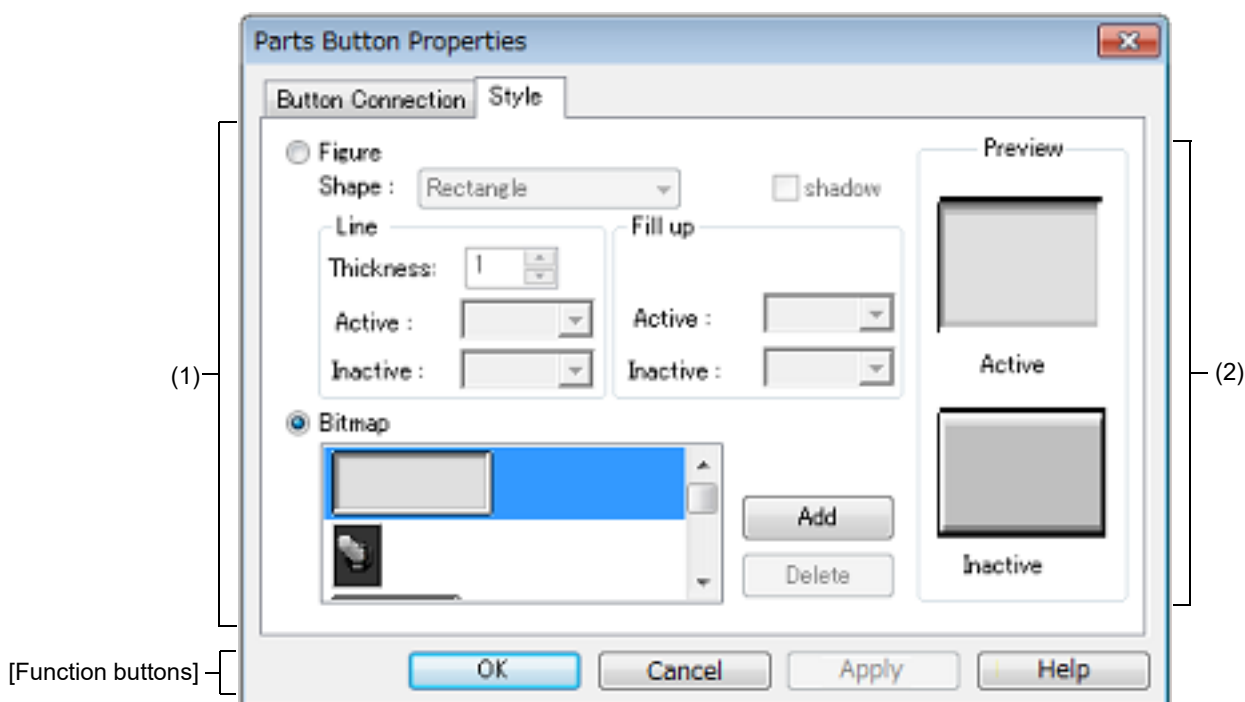 Parts Button Properties
Button Connection Style
Figure
Shape : Rectangle shadow
Line Fill up
Thickness: 1
Active : Active :
Inactive : Inactive :
Bitmap
Add
Delete
Preview
Active
Inactive
(1)
(2)
[Function buttons]
OK Cancel Apply Help